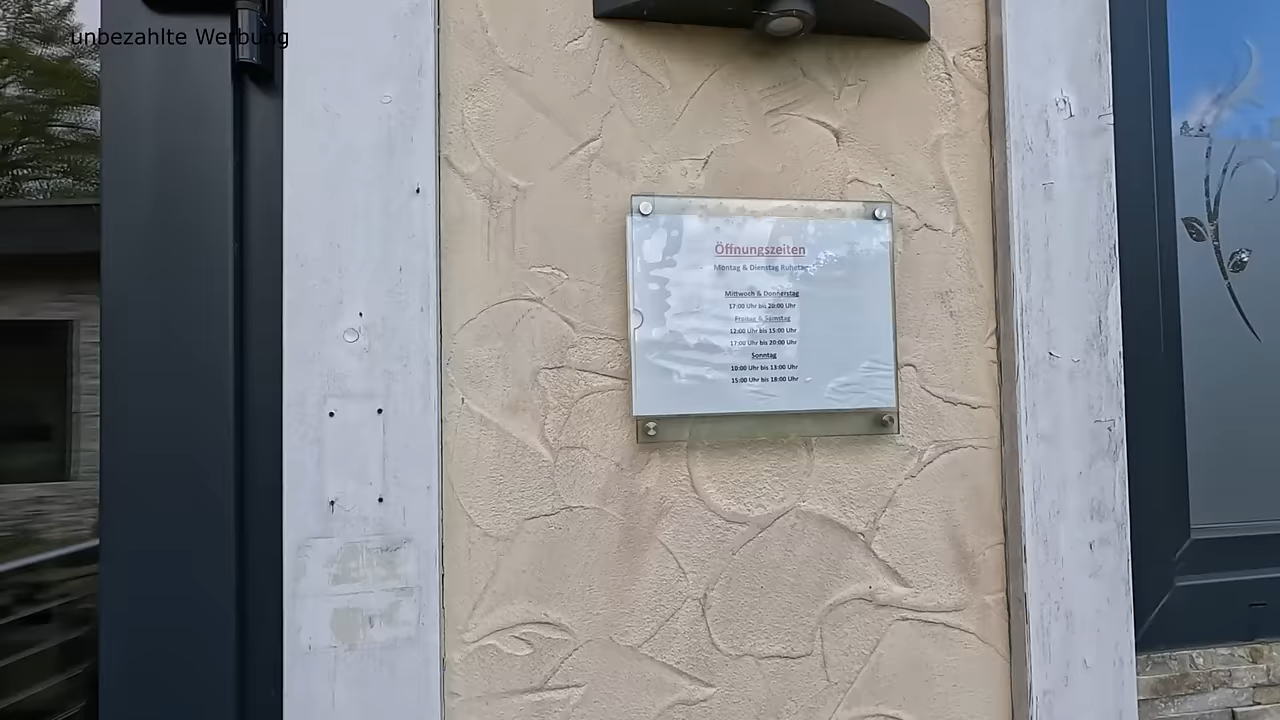 unbezahlte Werbung
Öffnungszeiten
Montag & Dienstag Ruhetag
Mittwoch & Donnerstag
17:00 Uhr bis 20:00 Uhr
Freitag & Samstag
12:00 Uhr bis 15:00 Uhr
17:00 Uhr bis 20:00 Uhr
Sonntag
10:00 Uhr bis 13:00 Uhr
15:00 Uhr bis 18:00 Uhr